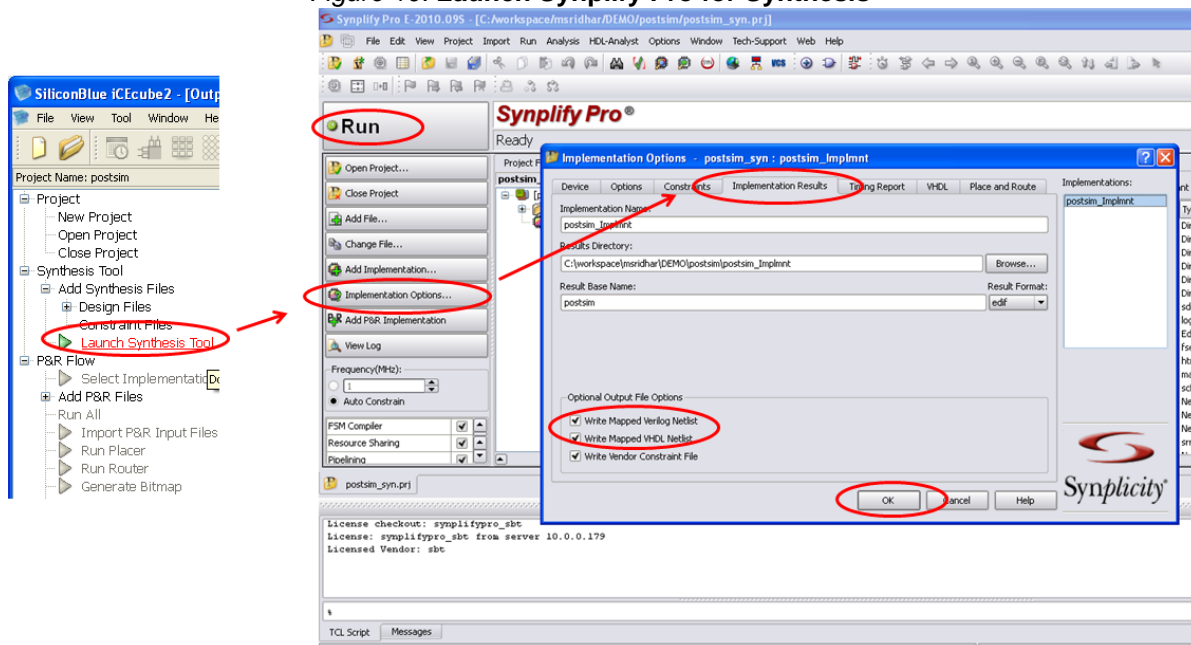 Launch Synplify Pro for Synthesis
SiliconBlue iCEcube2 - [Outp
File View Tool Window He
Project Name: postsim
Project
New Project
Open Project
Close Project
Synthesis Tool
Add Synthesis Files
Design Files
Constraint Files
Launch Synthesis Tool
P&R Flow
Select Implementatio
Add P&R Files
Run All
Import P&R Input Files
Run Placer
Run Router
Generate Bitmap
Synplify Pro E-2010.09S - [C:/workspace/msridhar/DEMO/postsim/postsim_syn.prj]
File Edit View Project Import Run Analysis HDL-Analyst Options Window Tech-Support Web Help
Run
Synplify Pro®
Ready
Open Project...
Close Project
Add File...
Change File...
Add Implementation...
Implementation Options...
Add P&R Implementation
View Log
Frequency(MHz):
1
Auto Constrain
FSM Compiler
Resource Sharing
Pipelining
postsim_syn.prj
Project F
postsim_
Implementation Options - postsim_syn : postsim_Implmnt
Device Options Constraints Implementation Results Timing Report VHDL Place and Route
Implementations:
postsim_Implmnt
Implementation Name:
postsim_Implmnt
Results Directory:
C:\workspace\msridhar\DEMO\postsim\postsim_Implmnt
Browse...
Result Base Name:
Result Format:
postsim
edif
Optional Output File Options
Write Mapped Verilog Netlist
Write Mapped VHDL Netlist
Write Vendor Constraint File
OK Cancel Help
Synplicity
License checkout: synplifypro_sbt
License: synplifypro_sbt from server 10.0.0.179
Licensed Vendor: sbt
%
TCL Script Messages